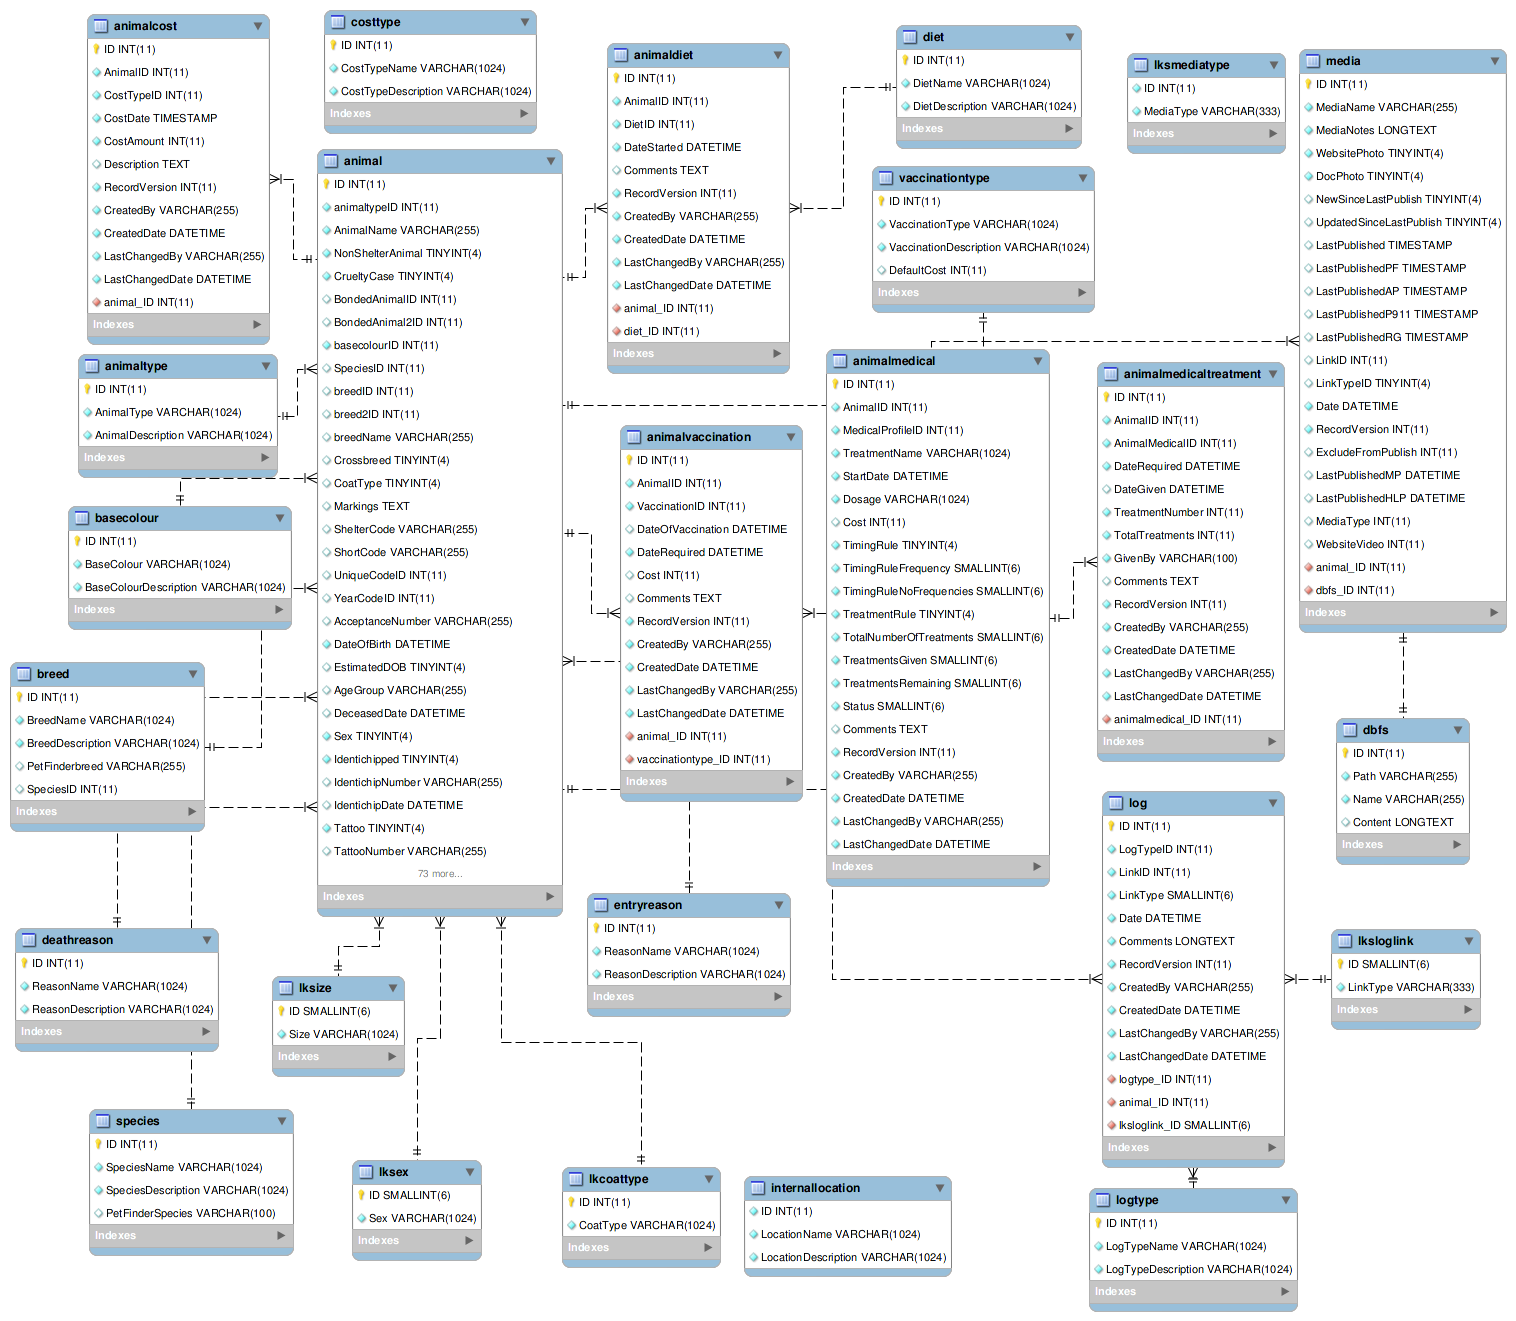 animalcost
ID INT(11)
AnimalID INT(11)
CostTypeID INT(11)
CostDate TIMESTAMP
CostAmount INT(11)
Description TEXT
RecordVersion INT(11)
CreatedBy VARCHAR(255)
CreatedDate DATETIME
LastChangedBy VARCHAR(255)
LastChangedDate DATETIME
animal_ID INT(11)
Indexes
costtype
ID INT(11)
CostTypeName VARCHAR(1024)
CostTypeDescription VARCHAR(1024)
Indexes
animaldiet
ID INT(11)
AnimalID INT(11)
DietID INT(11)
DateStarted DATETIME
Comments TEXT
RecordVersion INT(11)
CreatedBy VARCHAR(255)
CreatedDate DATETIME
LastChangedBy VARCHAR(255)
LastChangedDate DATETIME
animal_ID INT(11)
diet_ID INT(11)
Indexes
diet
ID INT(11)
DietName VARCHAR(1024)
DietDescription VARCHAR(1024)
Indexes
lksmediatype
ID INT(11)
MediaType VARCHAR(333)
Indexes
media
ID INT(11)
MediaName VARCHAR(255)
MediaNotes LONGTEXT
WebsitePhoto TINYINT(4)
DocPhoto TINYINT(4)
NewSinceLastPublish TINYINT(4)
UpdatedSinceLastPublish TINYINT(4)
LastPublished TIMESTAMP
LastPublishedPF TIMESTAMP
LastPublishedAP TIMESTAMP
LastPublishedP911 TIMESTAMP
LastPublishedRG TIMESTAMP
LinkID INT(11)
LinkTypeID TINYINT(4)
Date DATETIME
RecordVersion INT(11)
ExcludeFromPublish INT(11)
LastPublishedMP DATETIME
LastPublishedHLP DATETIME
MediaType INT(11)
WebsiteVideo INT(11)
animal_ID INT(11)
dbfs_ID INT(11)
Indexes
animal
ID INT(11)
animaltypeID INT(11)
AnimalName VARCHAR(255)
NonShelterAnimal TINYINT(4)
CrueltyCase TINYINT(4)
BondedAnimalID INT(11)
BondedAnimal2ID INT(11)
basecolourID INT(11)
SpeciesID INT(11)
breedID INT(11)
breed2ID INT(11)
breedName VARCHAR(255)
Crossbreed TINYINT(4)
CoatType TINYINT(4)
Markings TEXT
ShelterCode VARCHAR(255)
ShortCode VARCHAR(255)
UniqueCodeID INT(11)
YearCodeID INT(11)
AcceptanceNumber VARCHAR(255)
DateOfBirth DATETIME
EstimatedDOB TINYINT(4)
AgeGroup VARCHAR(255)
DeceasedDate DATETIME
Sex TINYINT(4)
Identichipped TINYINT(4)
IdentichipNumber VARCHAR(255)
IdentichipDate DATETIME
Tattoo TINYINT(4)
TattooNumber VARCHAR(255)
73 more...
Indexes
vaccinationtype
ID INT(11)
VaccinationType VARCHAR(1024)
VaccinationDescription VARCHAR(1024)
DefaultCost INT(11)
Indexes
animaltype
ID INT(11)
AnimalType VARCHAR(1024)
AnimalDescription VARCHAR(1024)
Indexes
animalmedical
ID INT(11)
AnimalID INT(11)
MedicalProfileID INT(11)
TreatmentName VARCHAR(1024)
StartDate DATETIME
Dosage VARCHAR(1024)
Cost INT(11)
TimingRule TINYINT(4)
TimingRuleFrequency SMALLINT(6)
TimingRuleNoFrequencies SMALLINT(6)
TreatmentRule TINYINT(4)
TotalNumberOfTreatments SMALLINT(6)
TreatmentsGiven SMALLINT(6)
TreatmentsRemaining SMALLINT(6)
Status SMALLINT(6)
Comments TEXT
RecordVersion INT(11)
CreatedBy VARCHAR(255)
CreatedDate DATETIME
LastChangedBy VARCHAR(255)
LastChangedDate DATETIME
Indexes
animalmedicaltreatment
ID INT(11)
AnimalID INT(11)
AnimalMedicalID INT(11)
DateRequired DATETIME
DateGiven DATETIME
TreatmentNumber INT(11)
TotalTreatments INT(11)
GivenBy VARCHAR(100)
Comments TEXT
RecordVersion INT(11)
CreatedBy VARCHAR(255)
CreatedDate DATETIME
LastChangedBy VARCHAR(255)
LastChangedDate DATETIME
animalmedical_ID INT(11)
Indexes
animalvaccination
ID INT(11)
AnimalID INT(11)
VaccinationID INT(11)
DateOfVaccination DATETIME
DateRequired DATETIME
Cost INT(11)
Comments TEXT
RecordVersion INT(11)
CreatedBy VARCHAR(255)
CreatedDate DATETIME
LastChangedBy VARCHAR(255)
LastChangedDate DATETIME
animal_ID INT(11)
vaccinationtype_ID INT(11)
Indexes
basecolour
ID INT(11)
BaseColour VARCHAR(1024)
BaseColourDescription VARCHAR(1024)
Indexes
breed
ID INT(11)
BreedName VARCHAR(1024)
BreedDescription VARCHAR(1024)
PetFinderbreed VARCHAR(255)
SpeciesID INT(11)
Indexes
dbfs
ID INT(11)
Path VARCHAR(255)
Name VARCHAR(255)
Content LONGTEXT
Indexes
log
ID INT(11)
LogTypeID INT(11)
LinkID INT(11)
LinkType SMALLINT(6)
Date DATETIME
Comments LONGTEXT
RecordVersion INT(11)
CreatedBy VARCHAR(255)
CreatedDate DATETIME
LastChangedBy VARCHAR(255)
LastChangedDate DATETIME
logtype_ID INT(11)
animal_ID INT(11)
lksloglink_ID SMALLINT(6)
Indexes
entryreason
ID INT(11)
ReasonName VARCHAR(1024)
ReasonDescription VARCHAR(1024)
Indexes
deathreason
ID INT(11)
ReasonName VARCHAR(1024)
ReasonDescription VARCHAR(1024)
Indexes
lksloglink
ID SMALLINT(6)
LinkType VARCHAR(333)
Indexes
lksize
ID SMALLINT(6)
Size VARCHAR(1024)
Indexes
species
ID INT(11)
SpeciesName VARCHAR(1024)
SpeciesDescription VARCHAR(1024)
PetFinderSpecies VARCHAR(100)
Indexes
lksex
ID SMALLINT(6)
Sex VARCHAR(1024)
Indexes
lkcoattype
ID INT(11)
CoatType VARCHAR(1024)
Indexes
internallocation
ID INT(11)
LocationName VARCHAR(1024)
LocationDescription VARCHAR(1024)
logtype
ID INT(11)
LogTypeName VARCHAR(1024)
LogTypeDescription VARCHAR(1024)
Indexes